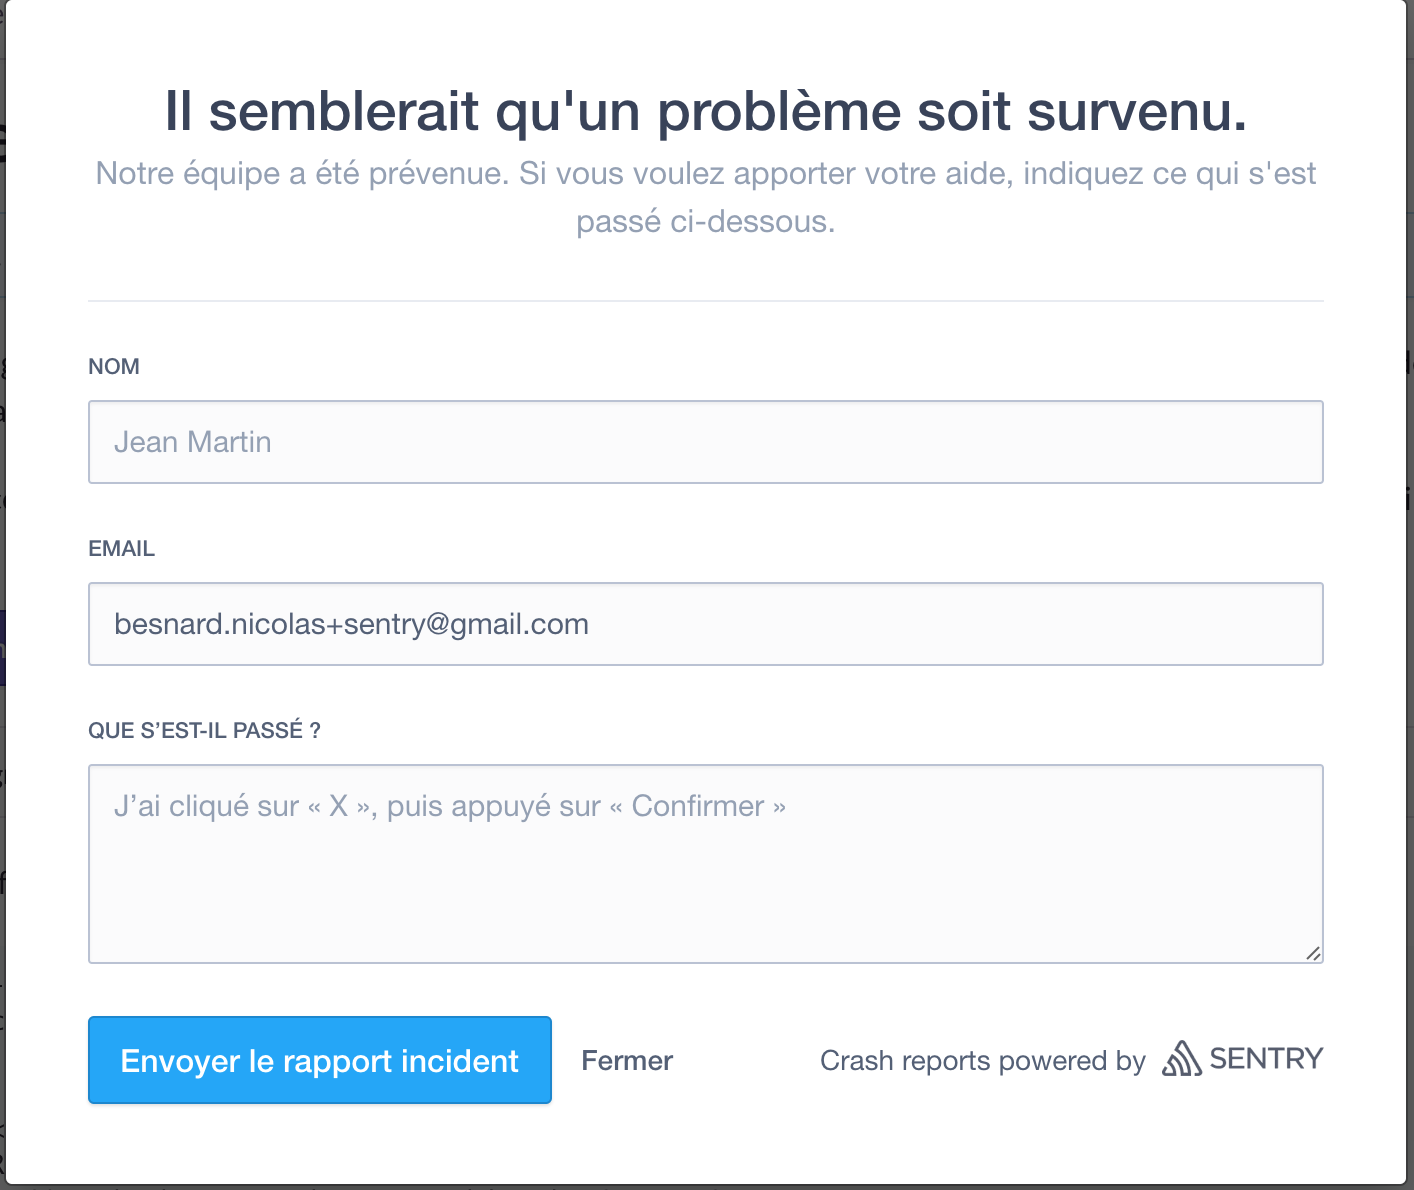 Il semblerait qu'un problème soit survenu.
Notre équipe a été prévenue. Si vous voulez apporter votre aide, indiquez ce qui s'est
passé ci-dessous.
NOM
Jean Martin
EMAIL
besnard.nicolas+sentry@gmail.com
QUE S’EST-IL PASSÉ ?
J’ai cliqué sur « X », puis appuyé sur « Confirmer »
Envoyer le rapport incident
Fermer
Crash reports powered by SENTRY